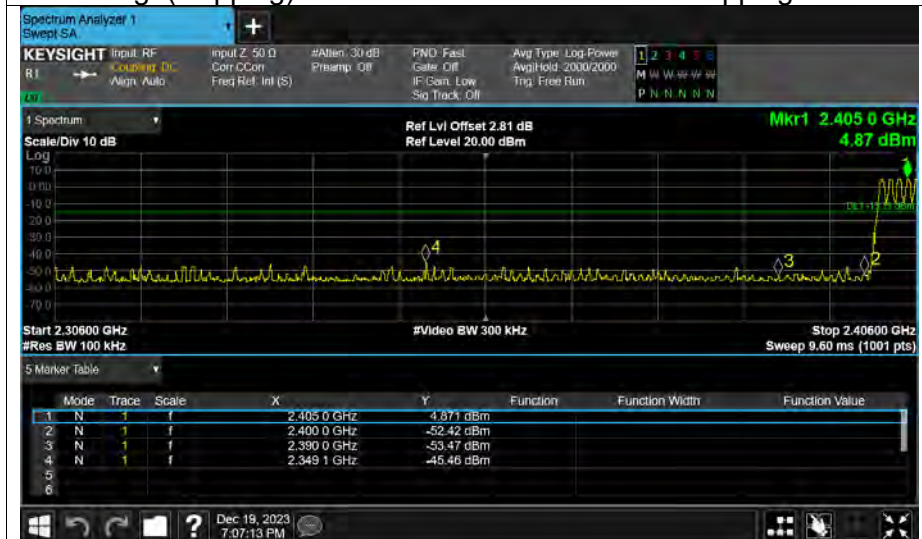 Spectrum Analyzer 1
Swept SA
+
KEYSIGHT Input: RF Input Z: 50 Ω #Atten: 30 dB PNO: Fast Avg Type: Log-Power 1 2 3 4 5 6
R L Coupling: DC Corr CCorr Preamp: Off Gate: Off Avg|Hold: 2000/2000 M W W W W W
Align: Auto Freq Ref: Int (S) IF Gain: Low Trig: Free Run
Sig Track: Off P N N N N N
1 Spectrum Ref Lvl Offset 2.81 dB Mkr1 2.405 0 GHz
Scale/Div 10 dB Ref Level 20.00 dBm 4.87 dBm
Log
10.0
0.00
-10.0
-20.0
-30.0
-40.0 4
-50.0 3 2
-60.0
-70.0
Start 2.30600 GHz #Video BW 300 kHz Stop 2.40600 GHz
#Res BW 100 kHz Sweep 9.60 ms (1001 pts)
5 Marker Table
Mode Trace Scale X Y Function Function Width Function Value
1 N 1 f 2.405 0 GHz 4.871 dBm
2 N 1 f 2.400 0 GHz -52.42 dBm
3 N 1 f 2.390 0 GHz -53.47 dBm
4 N 1 f 2.349 1 GHz -45.46 dBm
5
6
? Dec 19, 2023
7:07:13 PM